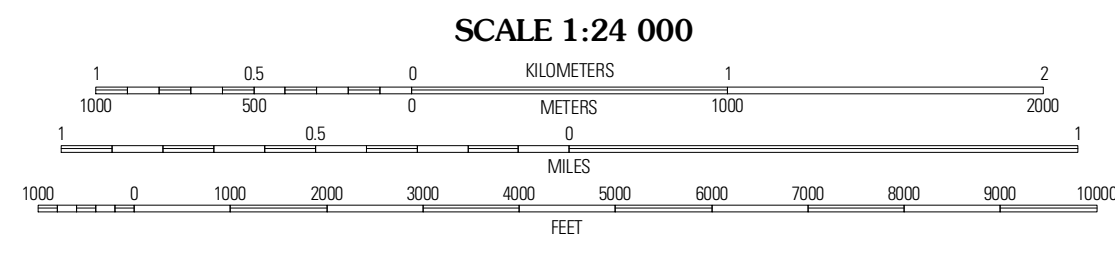 SCALE 1:24 000
1 0.5 0 KILOMETERS 1 2
1000 500 0 METERS 1000 2000
1 0.5 0 1
MILES
1000 0 1000 2000 3000 4000 5000 6000 7000 8000 9000 10000
FEET